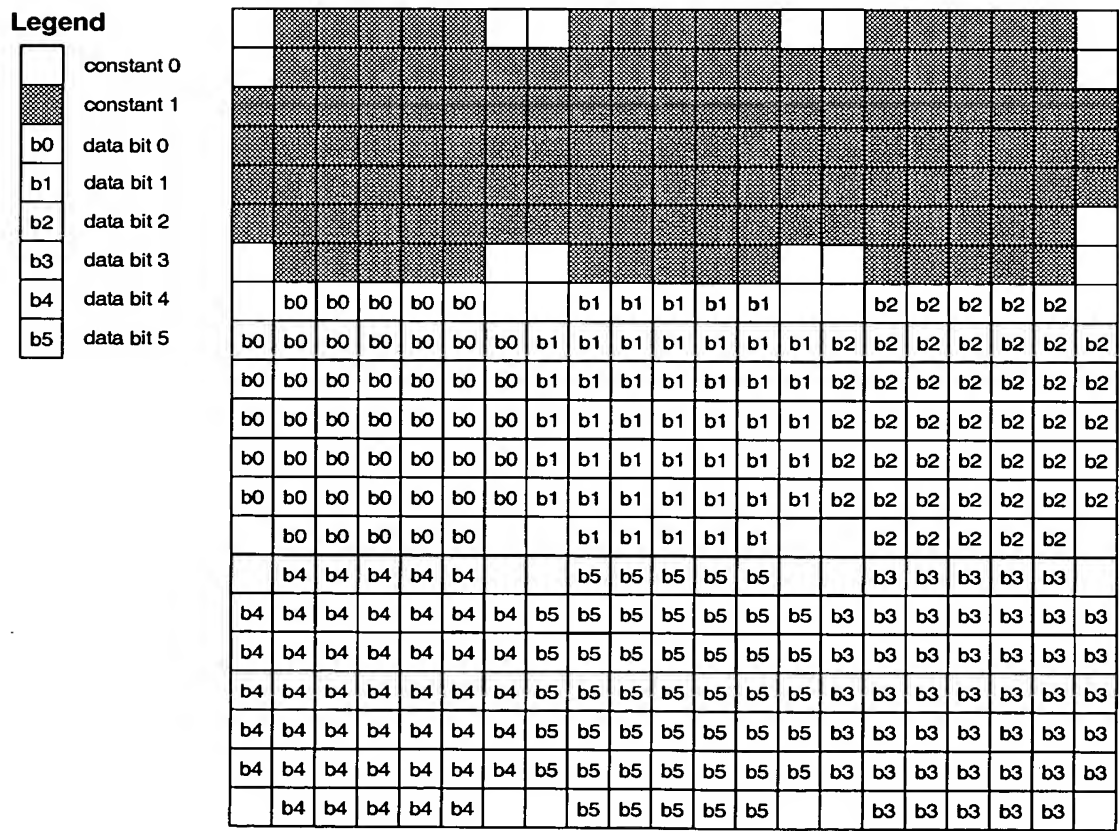 Legend
constant 0
constant 1
b0 data bit 0
b1 data bit 1
b2 data bit 2
b3 data bit 3
b4 data bit 4
b5 data bit 5
b0 b0 b0 b0 b0 b1 b1 b1 b1 b1 b2 b2 b2 b2 b2
b0 b0 b0 b0 b0 b0 b0 b1 b1 b1 b1 b1 b1 b1 b2 b2 b2 b2 b2 b2 b2
b0 b0 b0 b0 b0 b0 b0 b1 b1 b1 b1 b1 b1 b1 b2 b2 b2 b2 b2 b2 b2
b0 b0 b0 b0 b0 b0 b0 b1 b1 b1 b1 b1 b1 b1 b2 b2 b2 b2 b2 b2 b2
b0 b0 b0 b0 b0 b0 b0 b1 b1 b1 b1 b1 b1 b1 b2 b2 b2 b2 b2 b2 b2
b0 b0 b0 b0 b0 b0 b0 b1 b1 b1 b1 b1 b1 b1 b2 b2 b2 b2 b2 b2 b2
b0 b0 b0 b0 b0 b1 b1 b1 b1 b1 b2 b2 b2 b2 b2
b4 b4 b4 b4 b4 b5 b5 b5 b5 b5 b3 b3 b3 b3 b3
b4 b4 b4 b4 b4 b4 b4 b5 b5 b5 b5 b5 b5 b5 b3 b3 b3 b3 b3 b3 b3
b4 b4 b4 b4 b4 b4 b4 b5 b5 b5 b5 b5 b5 b5 b3 b3 b3 b3 b3 b3 b3
b4 b4 b4 b4 b4 b4 b4 b5 b5 b5 b5 b5 b5 b5 b3 b3 b3 b3 b3 b3 b3
b4 b4 b4 b4 b4 b4 b4 b5 b5 b5 b5 b5 b5 b5 b3 b3 b3 b3 b3 b3 b3
b4 b4 b4 b4 b4 b4 b4 b5 b5 b5 b5 b5 b5 b5 b3 b3 b3 b3 b3 b3 b3
b4 b4 b4 b4 b4 b5 b5 b5 b5 b5 b3 b3 b3 b3 b3